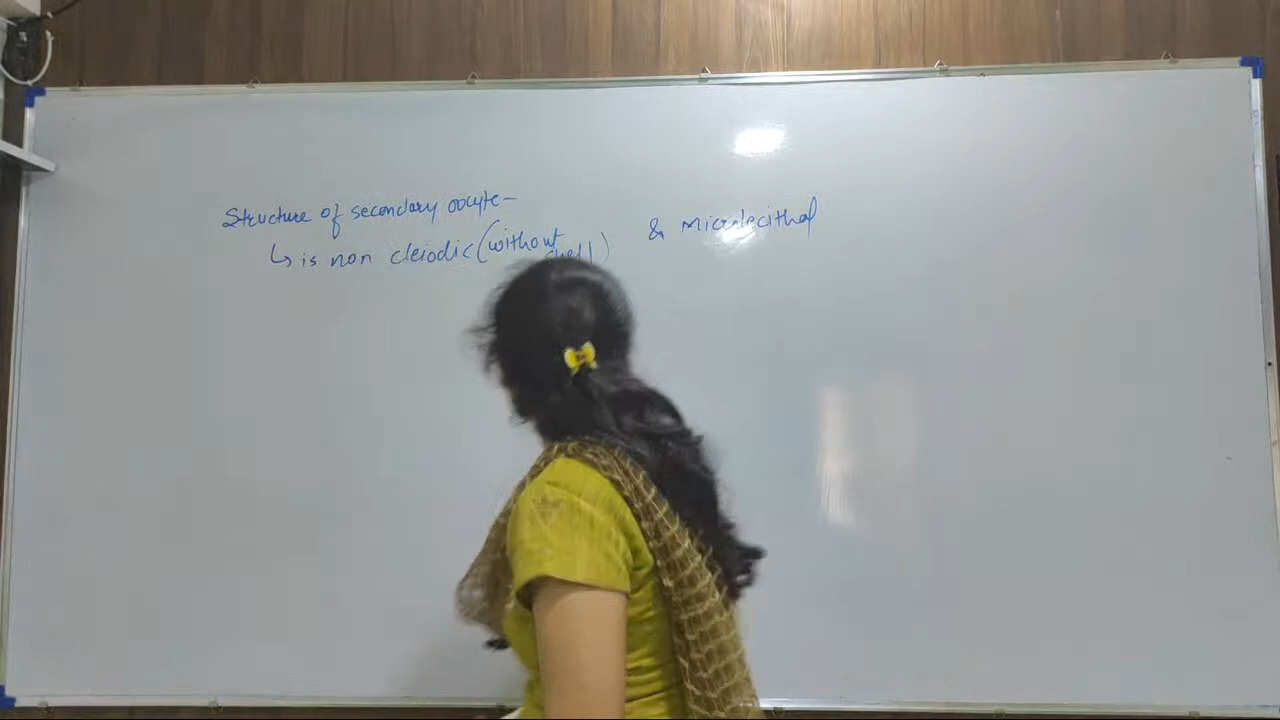 Structure of secondary oocyte-
↳ is non cleiodic (without shell) & microlecithal